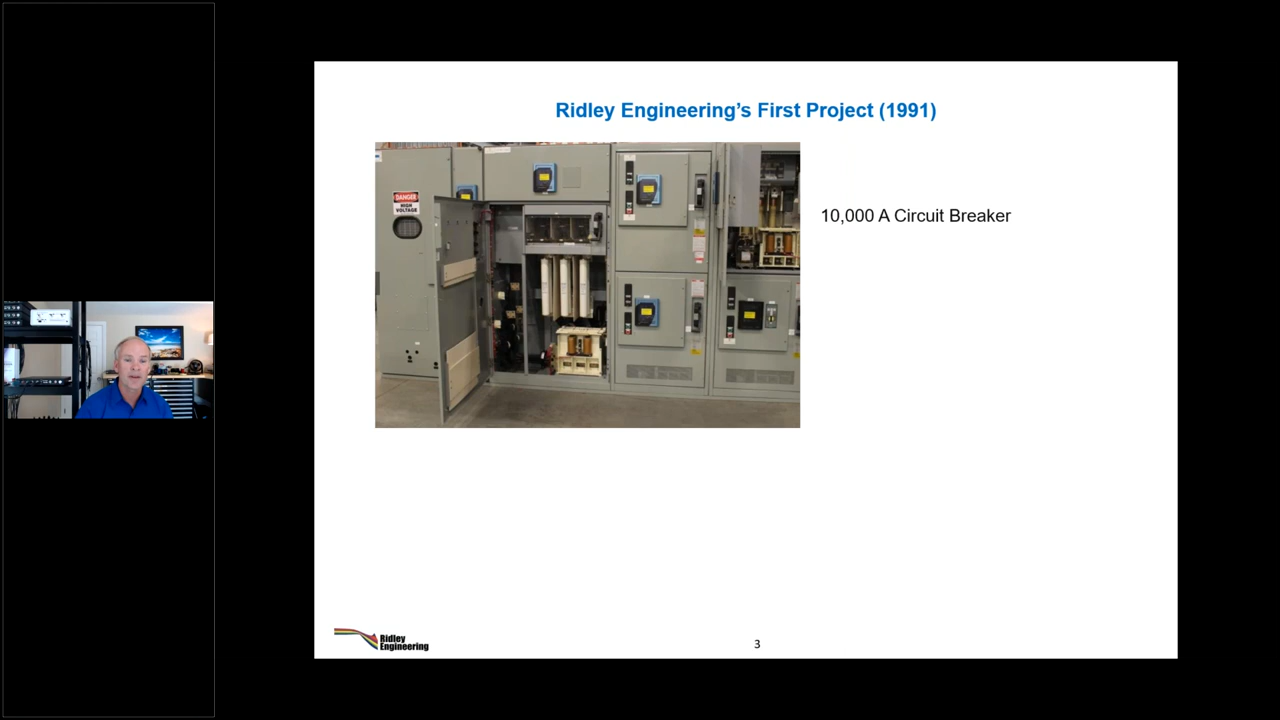 Ridley Engineering’s First Project (1991)
DANGER
HIGH
VOLTAGE
10,000 A Circuit Breaker
Ridley
Engineering
3